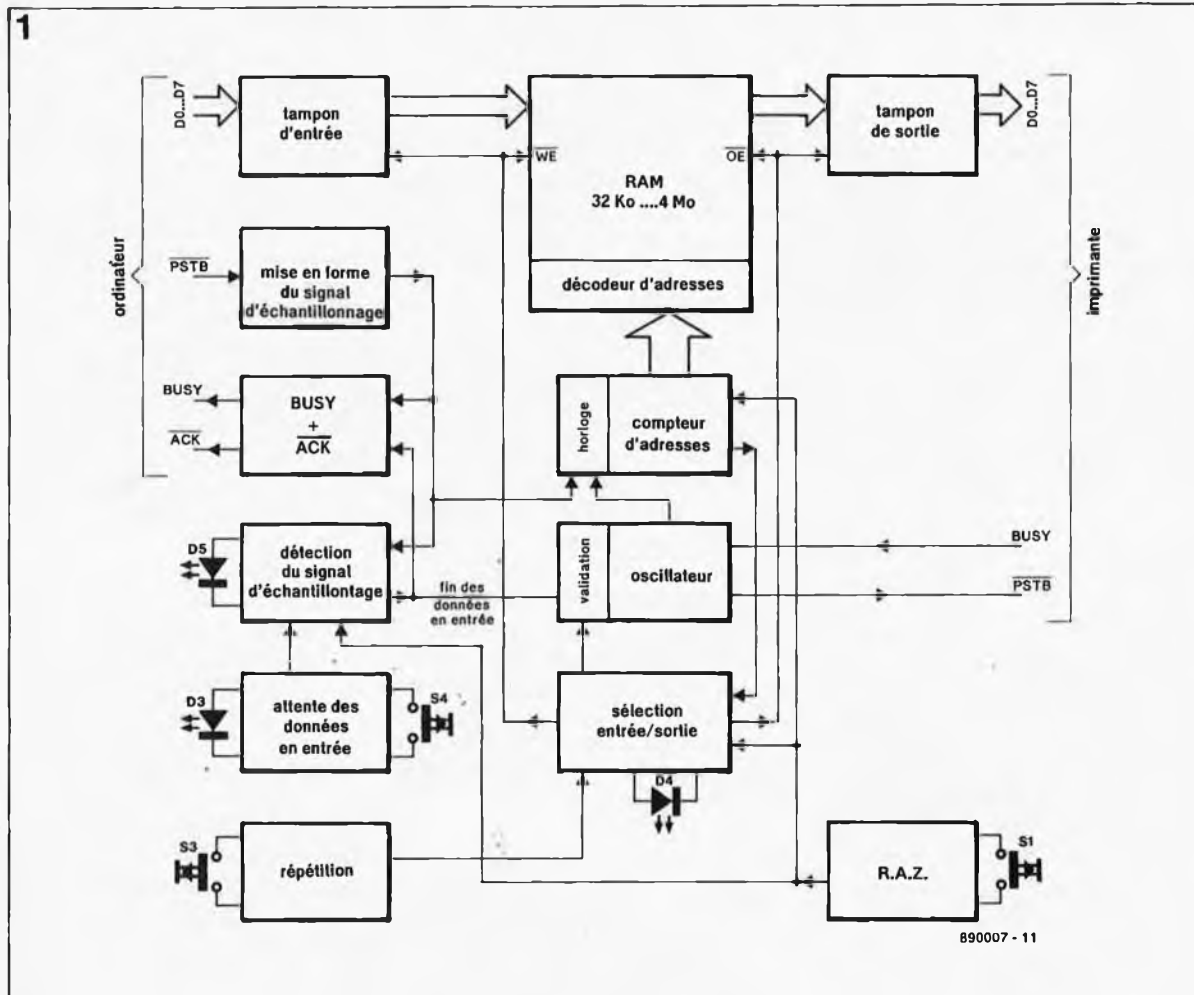 1
D0...D7
tampon
d'entrée
WE
RAM
32 Ko ....4 Mo
OE
décodeur d'adresses
tampon
de sortie
D0...D7
ordinateur
imprimante
PSTB
mise en forme
du signal
d'échantillonnage
BUSY
ACK
BUSY
+
ACK
horloge
compteur
d'adresses
D5
détection
du signal
d'échantillontage
fin des
données
en entrée
validation
oscillateur
BUSY
PSTB
D3
attente des
données
en entrée
S4
sélection
entrée/sortie
D4
S3
répétition
R.A.Z.
S1
890007 - 11